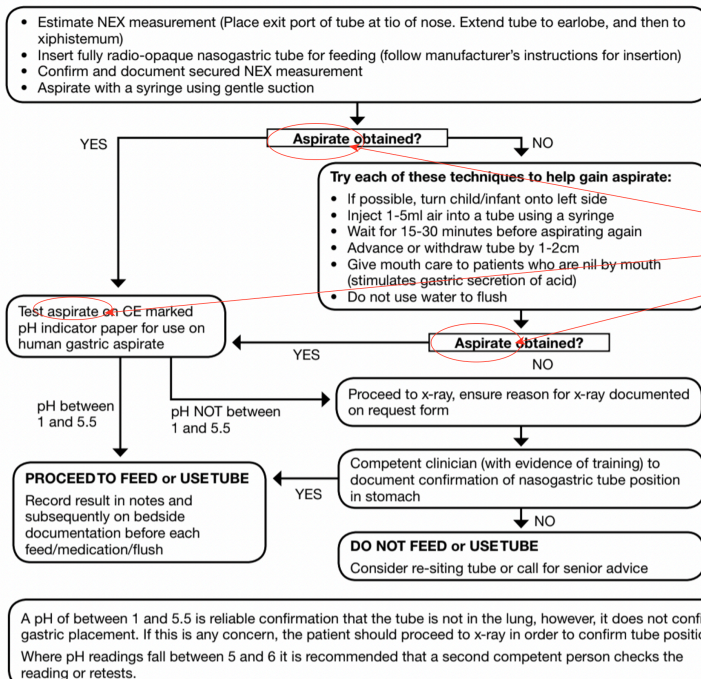 • Estimate NEX measurement (Place exit port of tube at tio of nose. Extend tube to earlobe, and then to
xiphistemum)
• Insert fully radio-opaque nasogastric tube for feeding (follow manufacturer's instructions for insertion)
• Confirm and document secured NEX measurement
• Aspirate with a syringe using gentle suction
Aspirate obtained?
YES
NO
Try each of these techniques to help gain aspirate:
• If possible, turn child/infant onto left side
• Inject 1-5ml air into a tube using a syringe
• Wait for 15-30 minutes before aspirating again
• Advance or withdraw tube by 1-2cm
• Give mouth care to patients who are nil by mouth
(stimulates gastric secretion of acid)
• Do not use water to flush
Test aspirate on CE marked
pH indicator paper for use on
human gastric aspirate
YES
Aspirate obtained?
NO
pH between
1 and 5.5
pH NOT between
1 and 5.5
Proceed to x-ray, ensure reason for x-ray documented
on request form
PROCEED TO FEED or USE TUBE
Record result in notes and
subsequently on bedside
documentation before each
feed/medication/flush
YES
Competent clinician (with evidence of training) to
document confirmation of nasogastric tube position
in stomach
NO
DO NOT FEED or USE TUBE
Consider re-siting tube or call for senior advice
A pH of between 1 and 5.5 is reliable confirmation that the tube is not in the lung, however, it does not confi
gastric placement. If this is any concern, the patient should proceed to x-ray in order to confirm tube positio
Where pH readings fall between 5 and 6 it is recommended that a second competent person checks the
reading or retests.